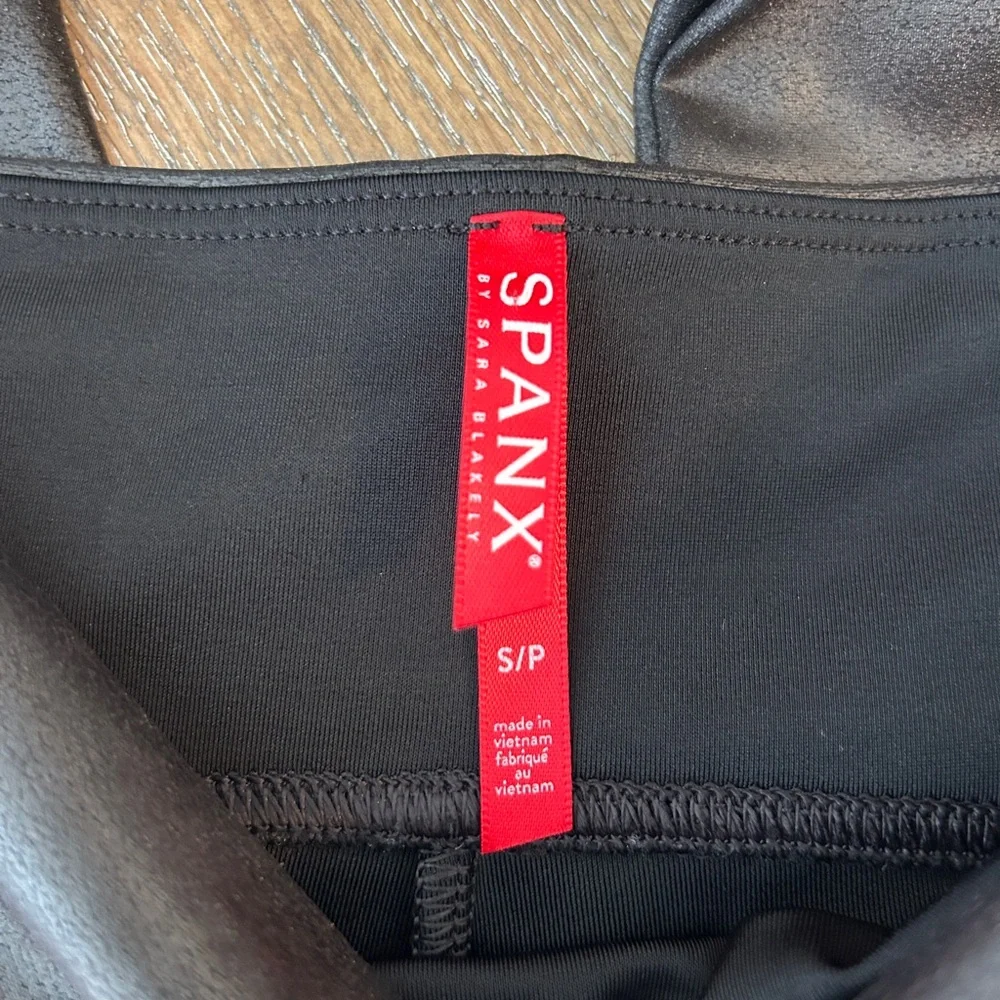 SPANX®
BY SARA BLAKELY
S/P
made in
vietnam
fabriqué
au
vietnam